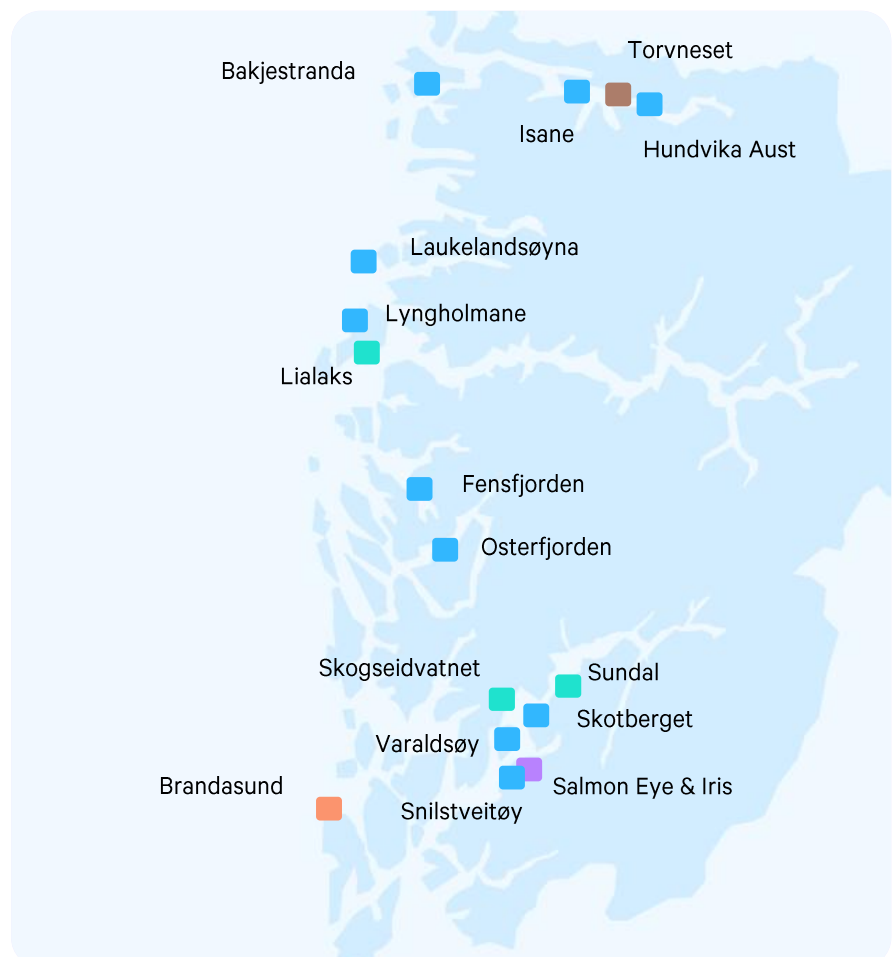 Torvneset
Bakjestranda
Isane
Hundvika Aust
Laukelandsøyna
Lyngholmane
Lialaks
Fensfjorden
Osterfjorden
Skogseidvatnet
Sundal
Skotberget
Varaldsøy
Brandasund
Salmon Eye & Iris
Snilstveitøy